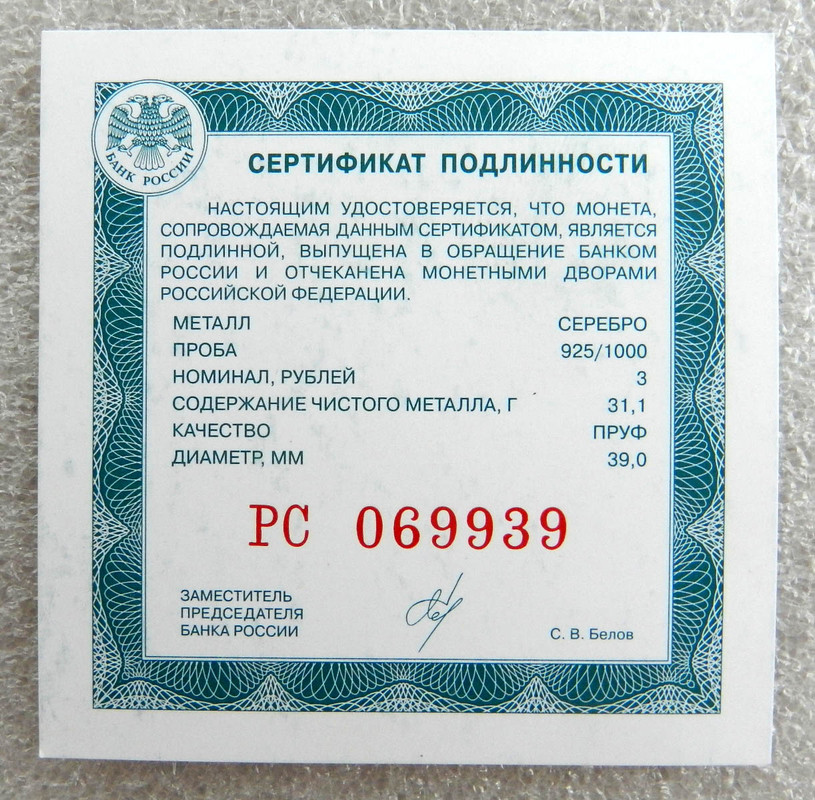 БАНК РОССИИ
СЕРТИФИКАТ ПОДЛИННОСТИ
НАСТОЯЩИМ УДОСТОВЕРЯЕТСЯ, ЧТО МОНЕТА,
СОПРОВОЖДАЕМАЯ ДАННЫМ СЕРТИФИКАТОМ, ЯВЛЯЕТСЯ
ПОДЛИННОЙ, ВЫПУЩЕНА В ОБРАЩЕНИЕ БАНКОМ
РОССИИ И ОТЧЕКАНЕНА МОНЕТНЫМИ ДВОРАМИ
РОССИЙСКОЙ ФЕДЕРАЦИИ.
МЕТАЛЛ СЕРЕБРО
ПРОБА 925/1000
НОМИНАЛ, РУБЛЕЙ 3
СОДЕРЖАНИЕ ЧИСТОГО МЕТАЛЛА, Г 31,1
КАЧЕСТВО ПРУФ
ДИАМЕТР, ММ 39,0
РС 069939
ЗАМЕСТИТЕЛЬ
ПРЕДСЕДАТЕЛЯ
БАНКА РОССИИ С. В. Белов